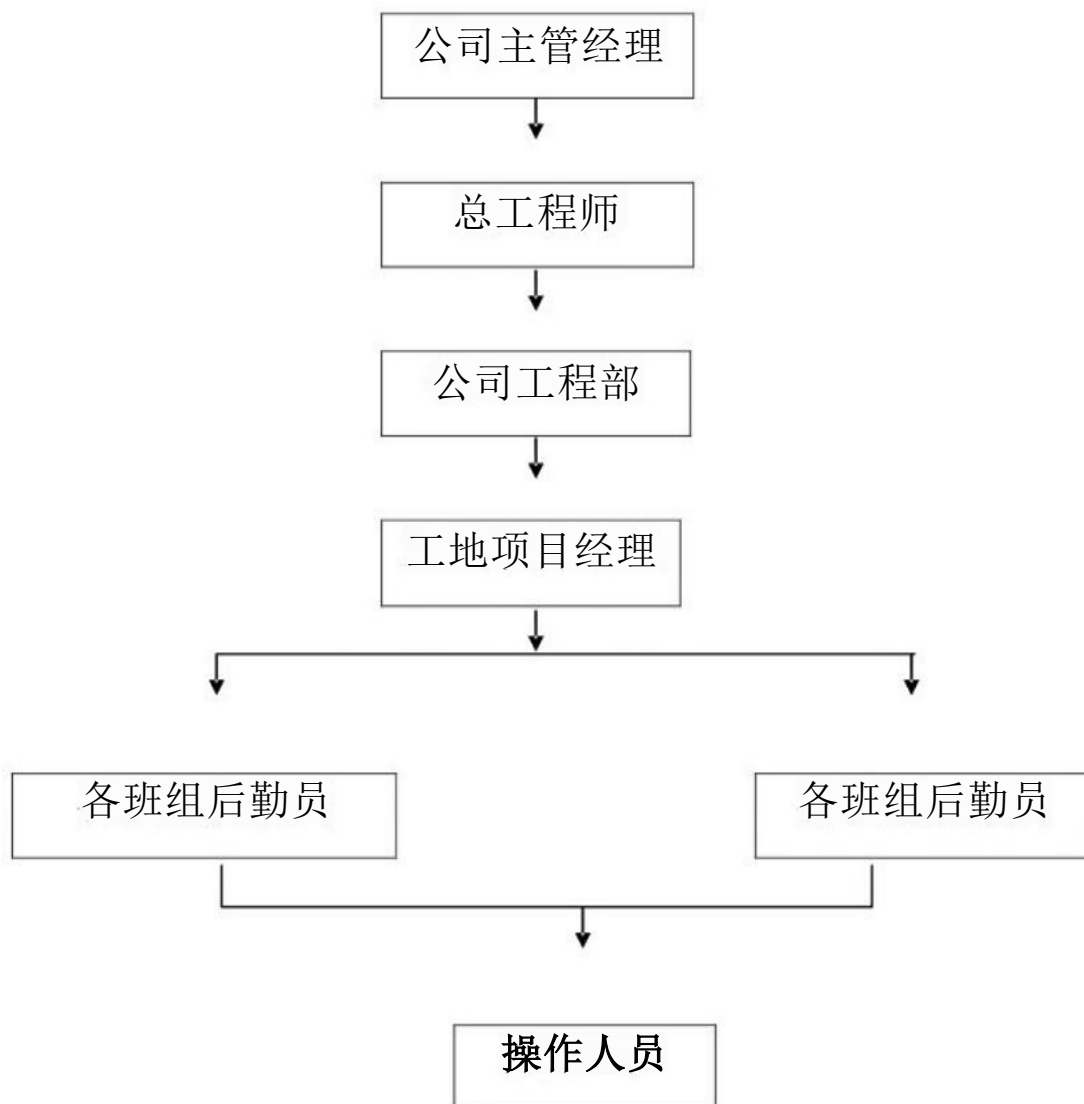 公司主管经理
总工程师
公司工程部
工地项目经理
各班组后勤员
各班组后勤员
操作人员